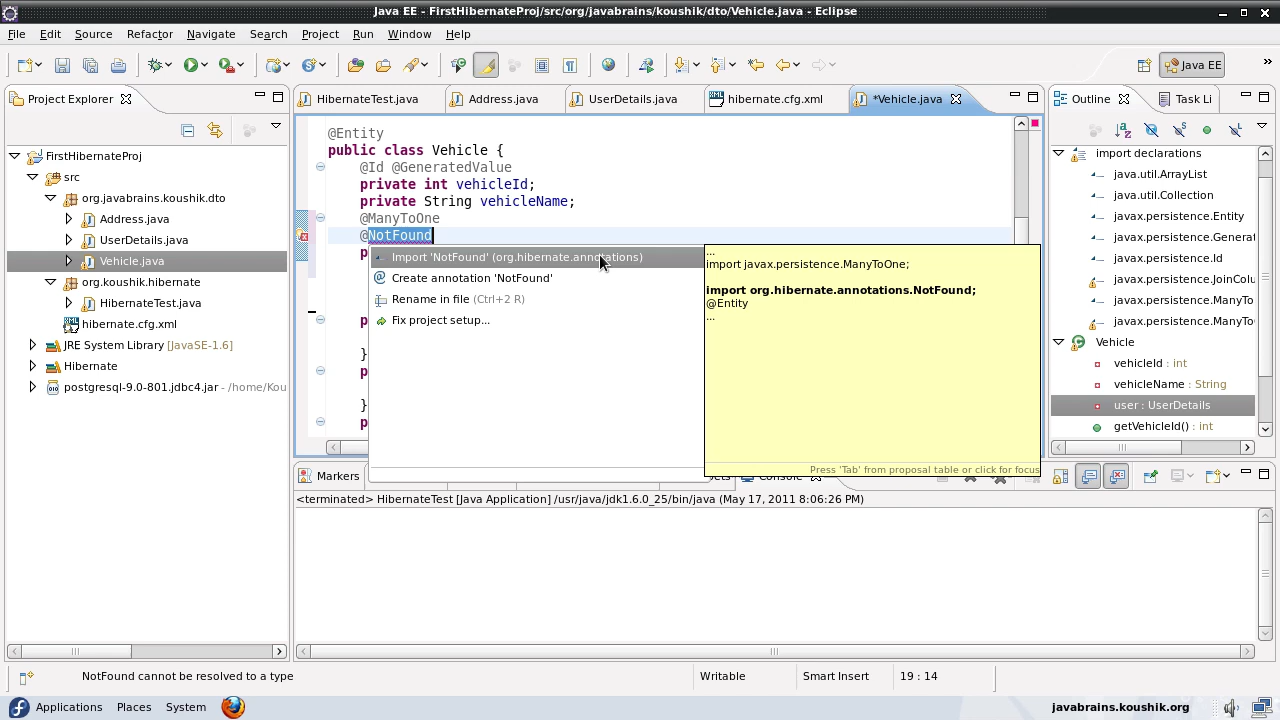 Java EE - FirstHibernateProj/src/org/javabrains/koushik/dto/Vehicle.java - Eclipse
File Edit Source Refactor Navigate Search Project Run Window Help
Java EE
Project Explorer
FirstHibernateProj
src
org.javabrains.koushik.dto
Address.java
UserDetails.java
Vehicle.java
org.koushik.hibernate
HibernateTest.java
hibernate.cfg.xml
JRE System Library [JavaSE-1.6]
Hibernate
postgresql-9.0-801.jdbc4.jar - /home/Kou
HibernateTest.java Address.java UserDetails.java hibernate.cfg.xml *Vehicle.java
@Entity
public class Vehicle {
@Id @GeneratedValue
private int vehicleId;
private String vehicleName;
@ManyToOne
@NotFound
p
p
}
p
}
p
Import 'NotFound' (org.hibernate.annotations)
Create annotation 'NotFound'
Rename in file (Ctrl+2 R)
Fix project setup...
...
import javax.persistence.ManyToOne;
import org.hibernate.annotations.NotFound;
@Entity
...
Press 'Tab' from proposal table or click for focus
Outline Task Li
import declarations
java.util.ArrayList
java.util.Collection
javax.persistence.Entity
javax.persistence.Generat
javax.persistence.Id
javax.persistence.JoinColu
javax.persistence.ManyTo
javax.persistence.ManyTo
Vehicle
vehicleId : int
vehicleName : String
user : UserDetails
getVehicleId() : int
Markers
Console
<terminated> HibernateTest [Java Application] /usr/java/jdk1.6.0_25/bin/java (May 17, 2011 8:06:26 PM)
NotFound cannot be resolved to a type Writable Smart Insert 19 : 14
Applications Places System javabrains.koushik.org